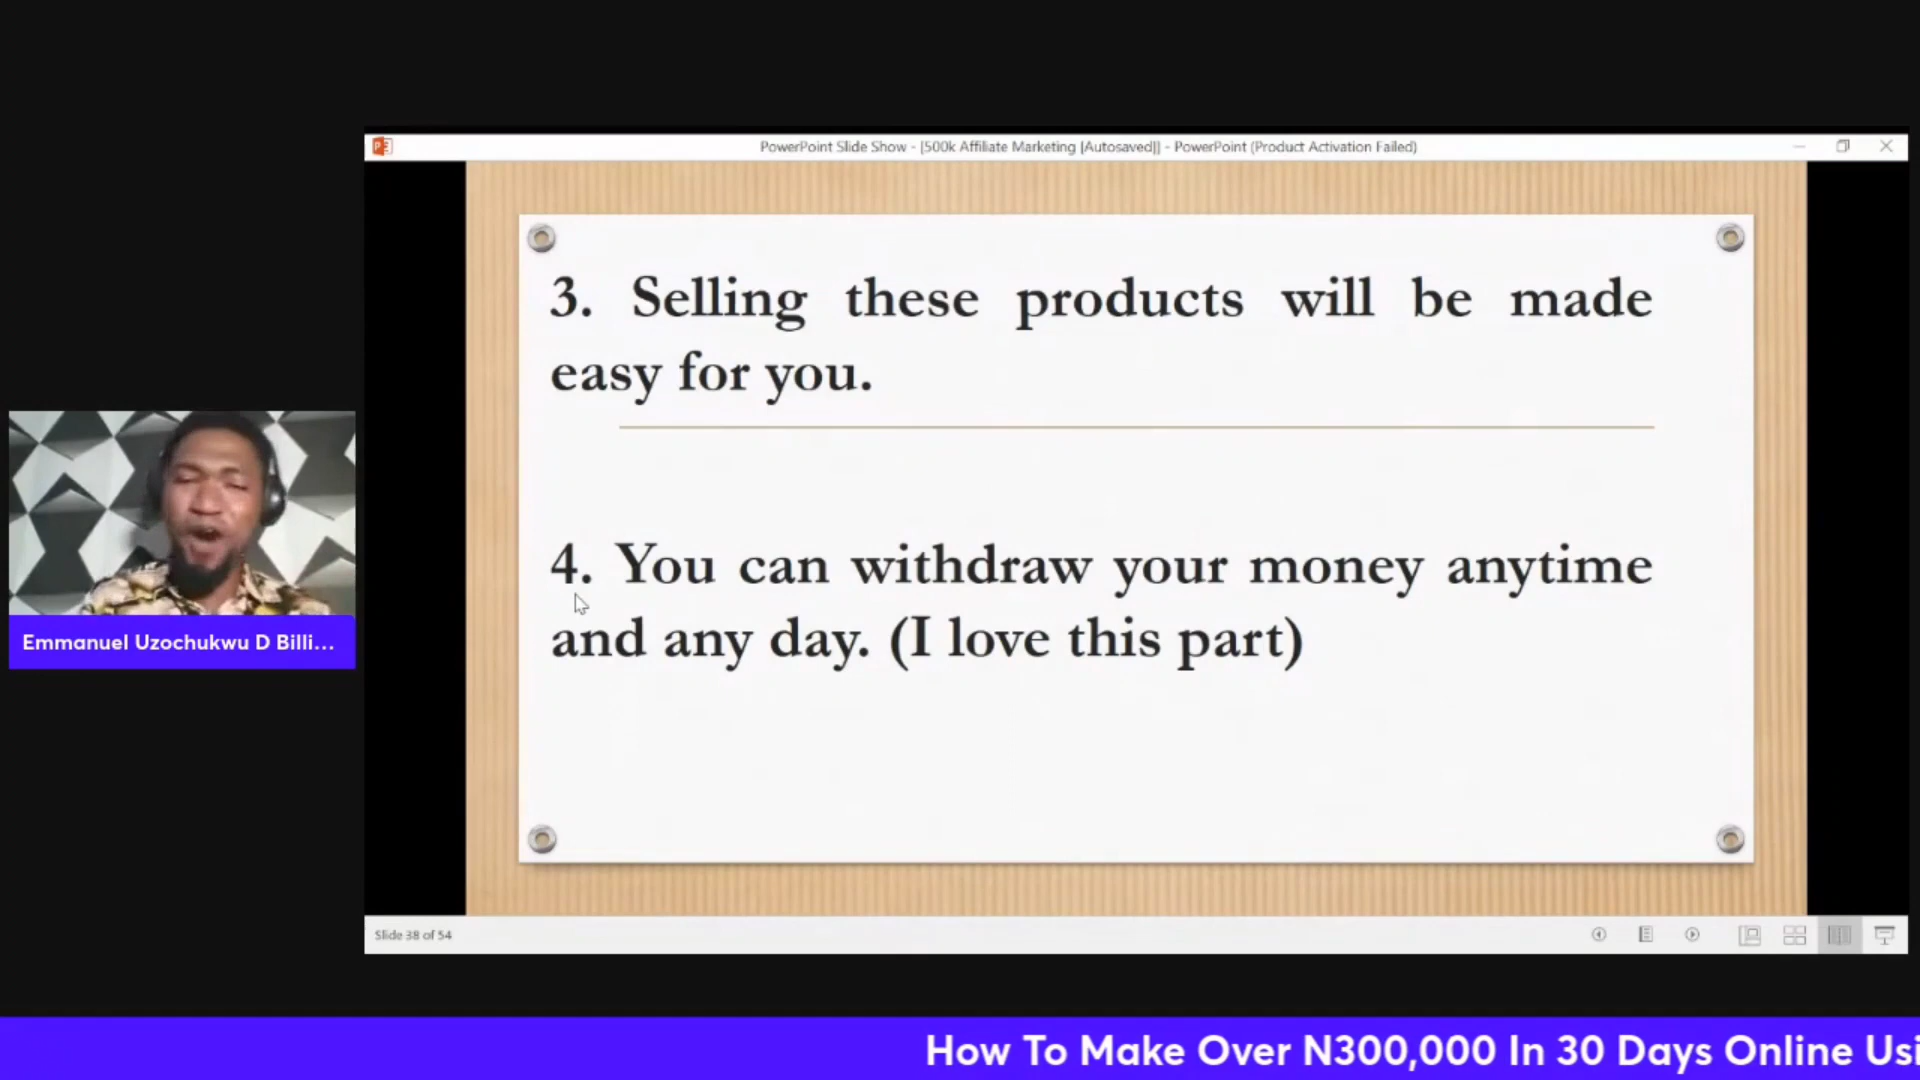 PowerPoint Slide Show - [500k Affiliate Marketing [Autosaved]] - PowerPoint (Product Activation Failed)
3. Selling these products will be made
easy for you.
4. You can withdraw your money anytime
and any day. (I love this part)
Emmanuel Uzochukwu D Billi...
Slide 38 of 54
How To Make Over N300,000 In 30 Days Online Usi